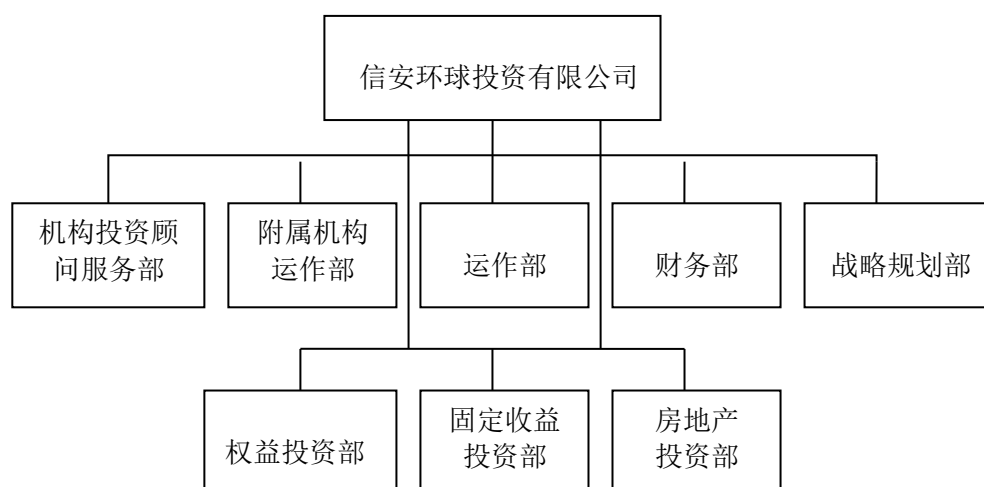 信安环球投资有限公司
机构投资顾
问服务部
附属机构
运作部
运作部
财务部
战略规划部
权益投资部
固定收益
投资部
房地产
投资部